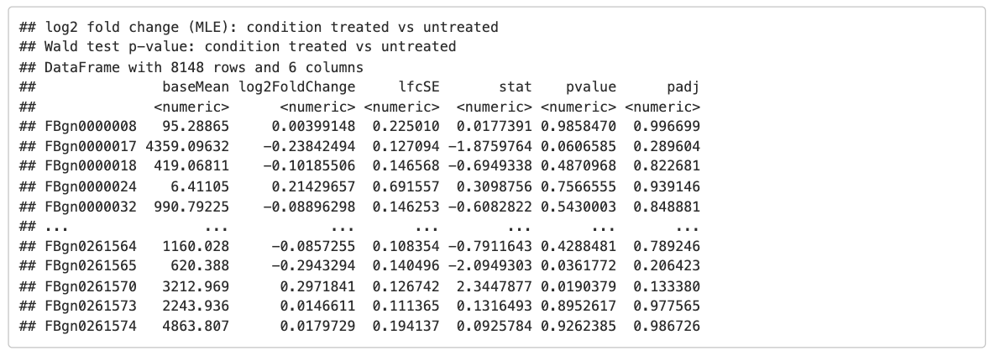 ## log2 fold change (MLE): condition treated vs untreated
## Wald test p-value: condition treated vs untreated
## DataFrame with 8148 rows and 6 columns
##              baseMean log2FoldChange     lfcSE       stat    pvalue      padj
##             <numeric>      <numeric> <numeric>  <numeric> <numeric> <numeric>
## FBgn0000008   95.28865     0.00399148  0.225010  0.0177391 0.9858470  0.996699
## FBgn0000017 4359.09632    -0.23842494  0.127094 -1.8759764 0.0606585  0.289604
## FBgn0000018  419.06811    -0.10185506  0.146568 -0.6949338 0.4870968  0.822681
## FBgn0000024    6.41105     0.21429657  0.691557  0.3098756 0.7566555  0.939146
## FBgn0000032  990.79225    -0.08896298  0.146253 -0.6082822 0.5430003  0.848881
## ...                ...            ...       ...        ...       ...       ...
## FBgn0261564   1160.028     -0.0857255  0.108354 -0.7911643 0.4288481  0.789246
## FBgn0261565    620.388     -0.2943294  0.140496 -2.0949303 0.0361772  0.206423
## FBgn0261570   3212.969      0.2971841  0.126742  2.3447877 0.0190379  0.133380
## FBgn0261573   2243.936      0.0146611  0.111365  0.1316493 0.8952617  0.977565
## FBgn0261574   4863.807      0.0179729  0.194137  0.0925784 0.9262385  0.986726